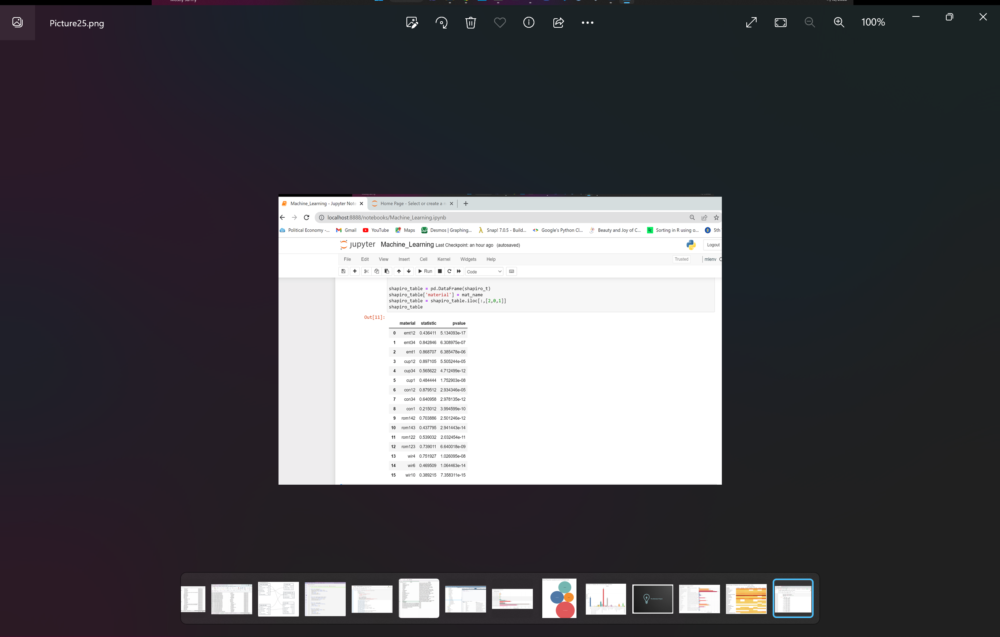 Mostly sunny
Picture25.png
100%
Machine_Learning - Jupyter Note
Home Page - Select or create a n
localhost:8888/notebooks/Machine_Learning.ipynb
Political Economy -... Gmail YouTube Maps Desmos | Graphing... Snap! 7.0.5 - Build... Google's Python Cl... Beauty and Joy of C... Sorting in R using o... 5th
jupyter Machine_Learning Last Checkpoint: an hour ago (autosaved) Logout
File Edit View Insert Cell Kernel Widgets Help Trusted mlenv
Run Code
shapiro_table = pd.DataFrame(shapiro_t)
shapiro_table['material'] = mat_name
shapiro_table = shapiro_table.iloc[:,[2,0,1]]
shapiro_table
Out[11]:
material statistic pvalue
0 emt12 0.436411 5.134093e-17
1 emt34 0.842846 6.308975e-07
2 emt1 0.868707 6.385478e-06
3 cup12 0.897105 5.505244e-05
4 cup34 0.565622 4.712499e-12
5 cup1 0.484444 1.752903e-08
6 con12 0.879512 2.934346e-05
7 con34 0.640958 2.978135e-12
8 con1 0.215012 3.994599e-10
9 rom142 0.703886 2.501246e-12
10 rom143 0.437795 2.941443e-14
11 rom122 0.539032 2.032454e-11
12 rom123 0.739011 6.640018e-09
13 wir4 0.751927 1.026095e-08
14 wir6 0.469509 1.064463e-14
15 wir10 0.389215 7.358311e-15